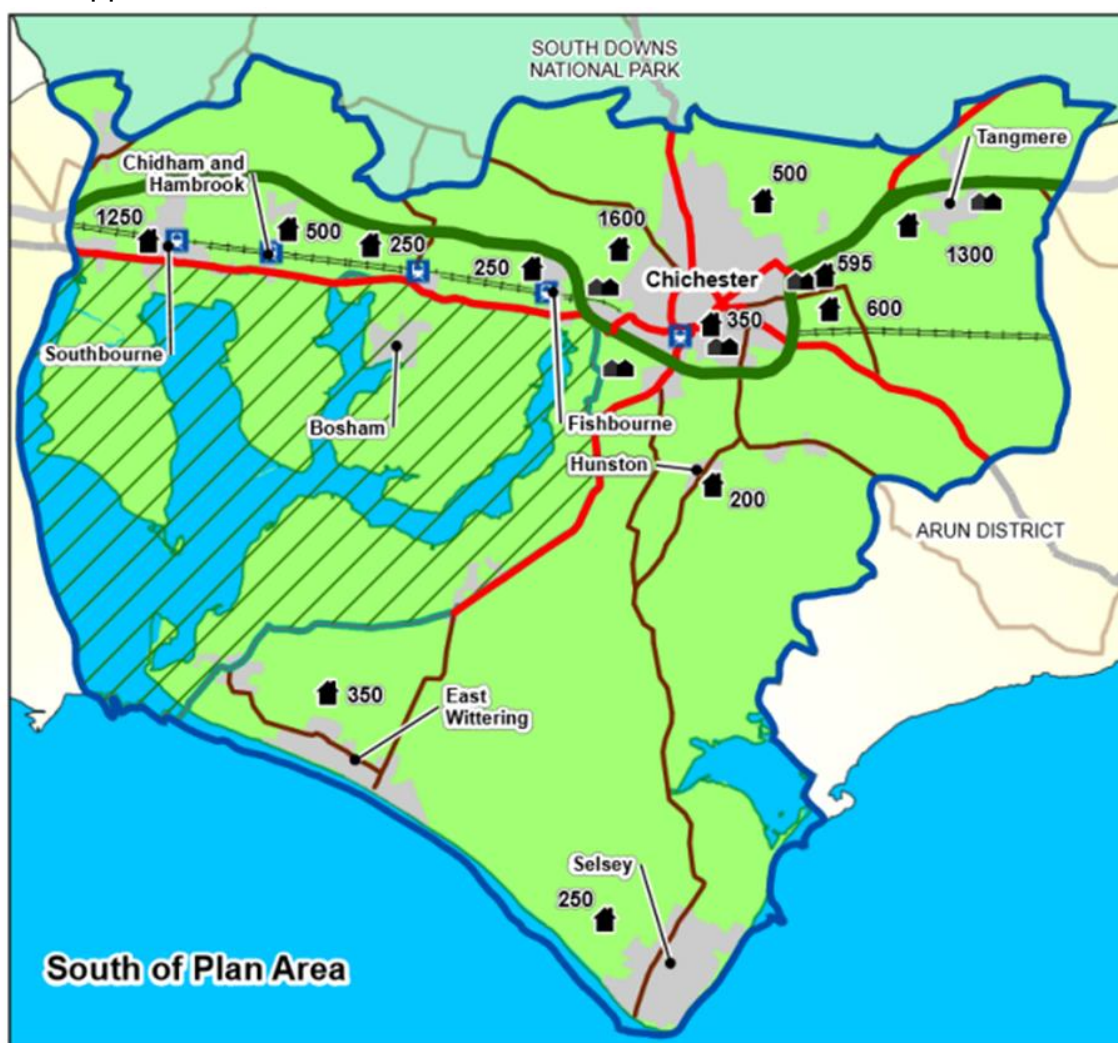 SOUTH DOWNS
NATIONAL PARK
Tangmere
Chidham and
Hambrook
500
1250
500
250
1600
250
Chichester
595
1300
350
600
Southbourne
Bosham
Fishbourne
Hunston
200
ARUN DISTRICT
350
East
Wittering
Selsey
250
South of Plan Area